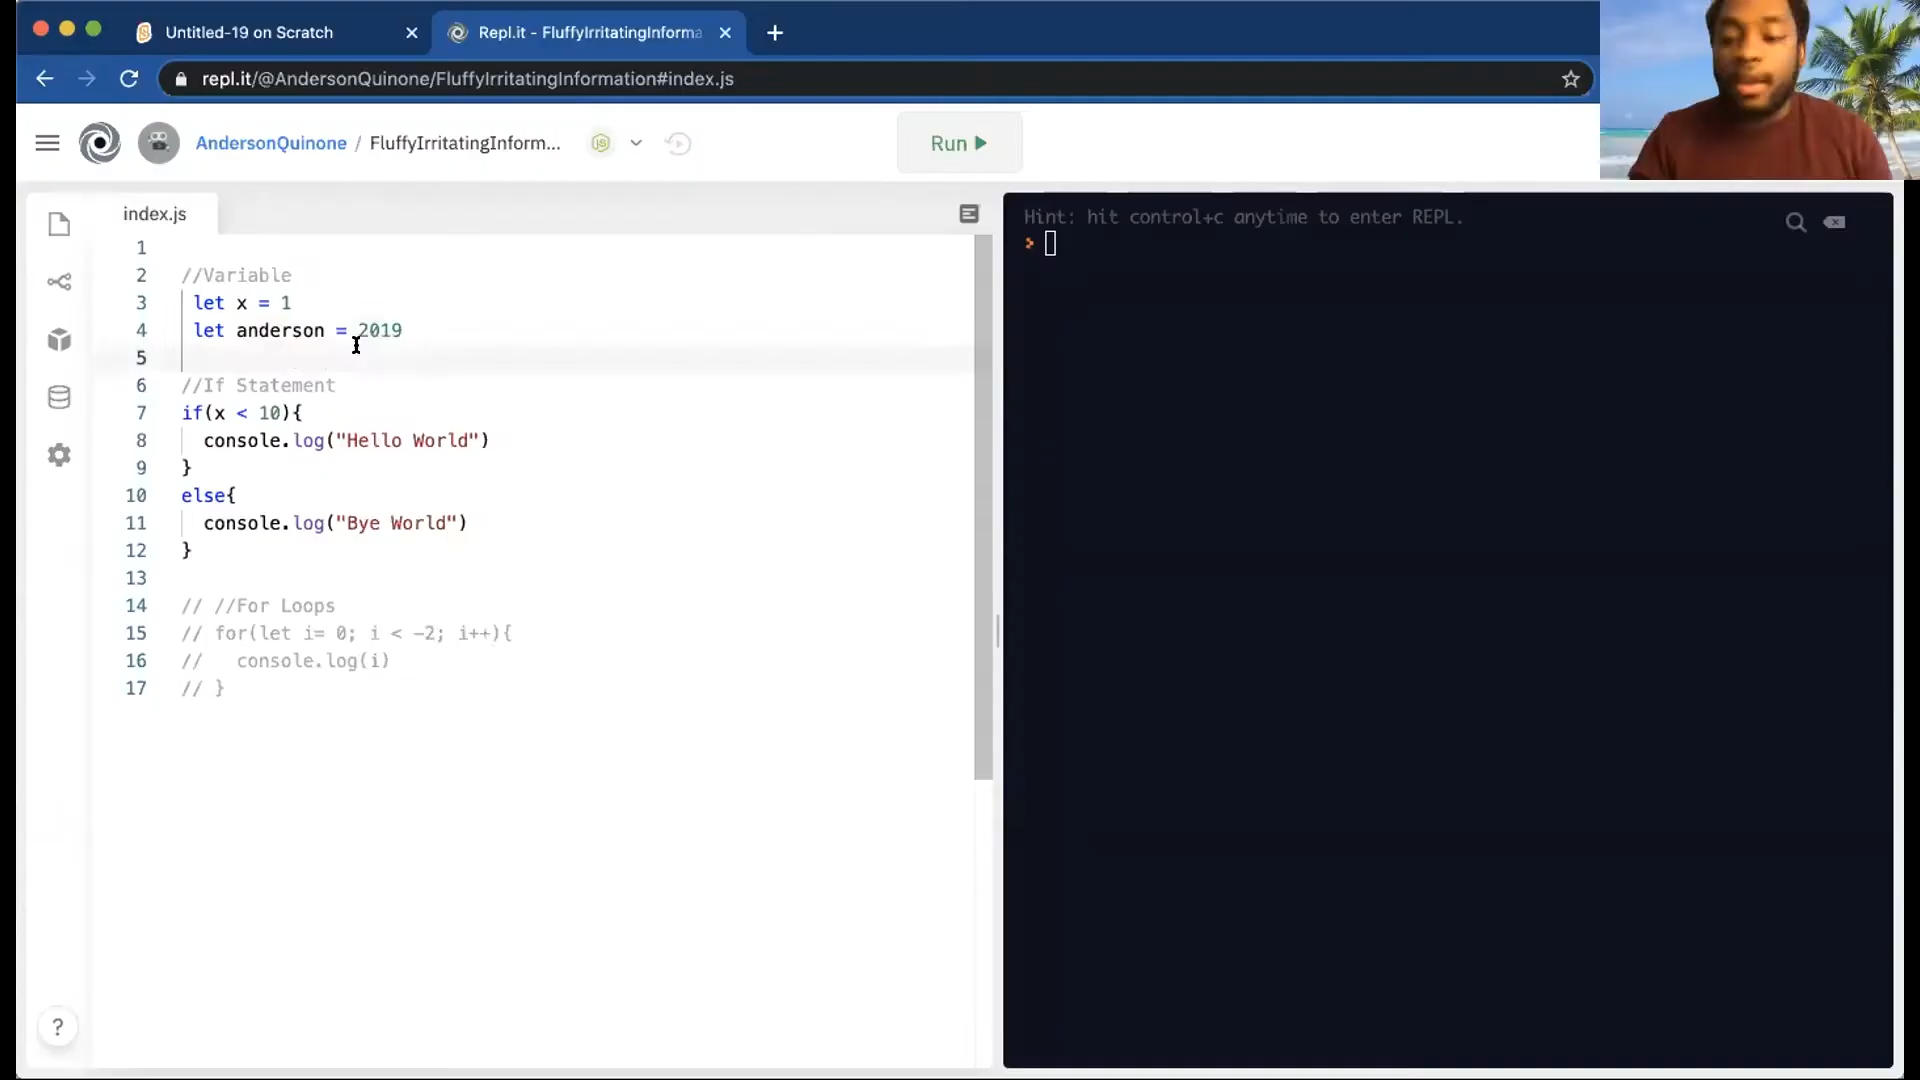 Untitled-19 on Scratch
Repl.it - FluffyIrritatingInforma
repl.it/@AndersonQuinone/FluffyIrritatingInformation#index.js
AndersonQuinone / FluffyIrritatingInform...
Run
index.js
Hint: hit control+c anytime to enter REPL.
1
2 //Variable
3 let x = 1
4 let anderson = 2019
5
6 //If Statement
7 if(x < 10){
8 console.log("Hello World")
9 }
10 else{
11 console.log("Bye World")
12 }
13
14 // //For Loops
15 // for(let i= 0; i < -2; i++){
16 // console.log(i)
17 // }
?